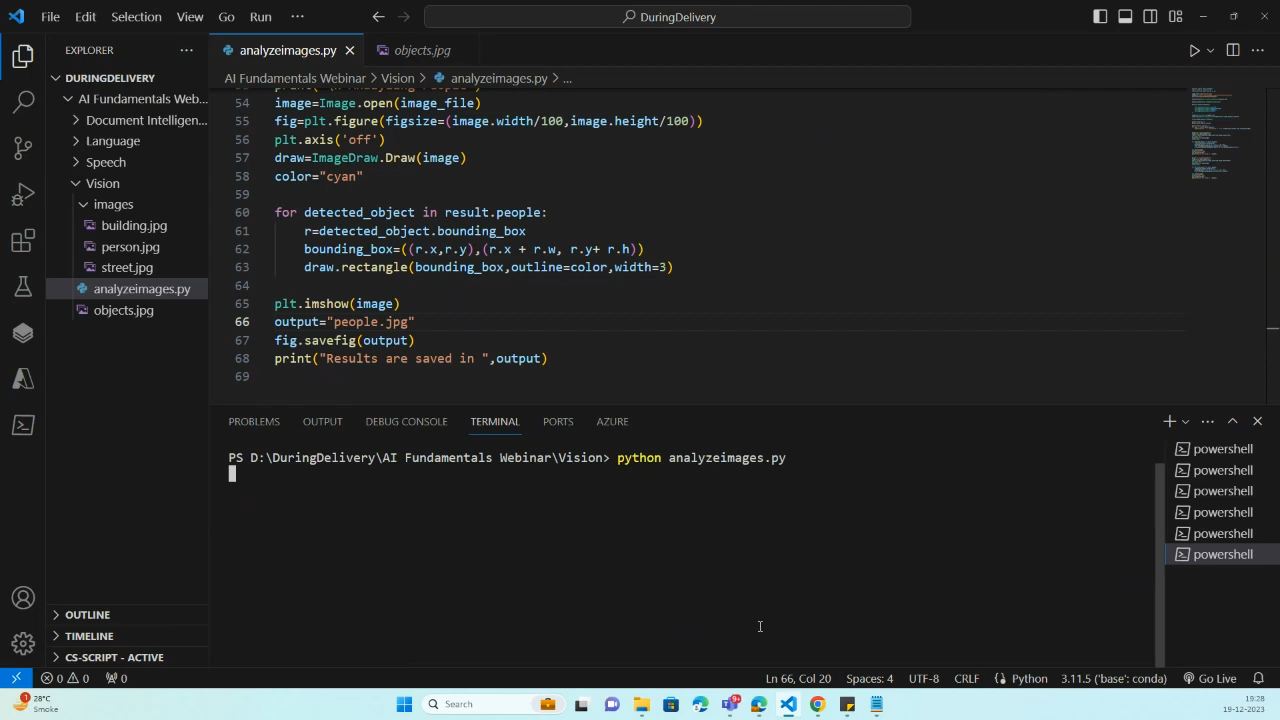 File Edit Selection View Go Run ··· DuringDelivery
EXPLORER ···
analyzeimages.py objects.jpg
DURINGDELIVERY
AI Fundamentals Webinar > Vision > analyzeimages.py > ...
AI Fundamentals Web...
Document Intelligen...
Language
Speech
Vision
images
building.jpg
person.jpg
street.jpg
analyzeimages.py
objects.jpg
54 image=Image.open(image_file)
55 fig=plt.figure(figsize=(image.width/100,image.height/100))
56 plt.axis('off')
57 draw=ImageDraw.Draw(image)
58 color="cyan"
59
60 for detected_object in result.people:
61 r=detected_object.bounding_box
62 bounding_box=((r.x,r.y),(r.x + r.w, r.y+ r.h))
63 draw.rectangle(bounding_box,outline=color,width=3)
64
65 plt.imshow(image)
66 output="people.jpg"
67 fig.savefig(output)
68 print("Results are saved in ",output)
69
PROBLEMS OUTPUT DEBUG CONSOLE TERMINAL PORTS AZURE
PS D:\DuringDelivery\AI Fundamentals Webinar\Vision> python analyzeimages.py
powershell
powershell
powershell
powershell
powershell
powershell
OUTLINE
TIMELINE
CS-SCRIPT - ACTIVE
0 0 0 Ln 66, Col 20 Spaces: 4 UTF-8 CRLF Python 3.11.5 ('base': conda) Go Live
1 28°C
Smoke
Search
9+
19:28
19-12-2023